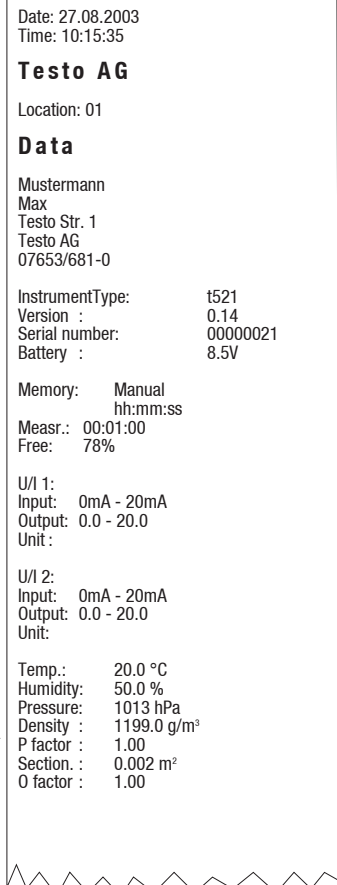 Date: 27.08.2003
Time: 10:15:35
Testo AG
Location: 01
Data
Mustermann
Max
Testo Str. 1
Testo AG
07653/681-0
InstrumentType: t521
Version : 0.14
Serial number: 00000021
Battery : 8.5V
Memory: Manual
hh:mm:ss
Measr.: 00:01:00
Free: 78%
U/I 1:
Input: 0mA - 20mA
Output: 0.0 - 20.0
Unit :
U/I 2:
Input: 0mA - 20mA
Output: 0.0 - 20.0
Unit:
Temp.: 20.0 °C
Humidity: 50.0 %
Pressure: 1013 hPa
Density : 1199.0 g/m³
P factor : 1.00
Section. : 0.002 m²
O factor : 1.00